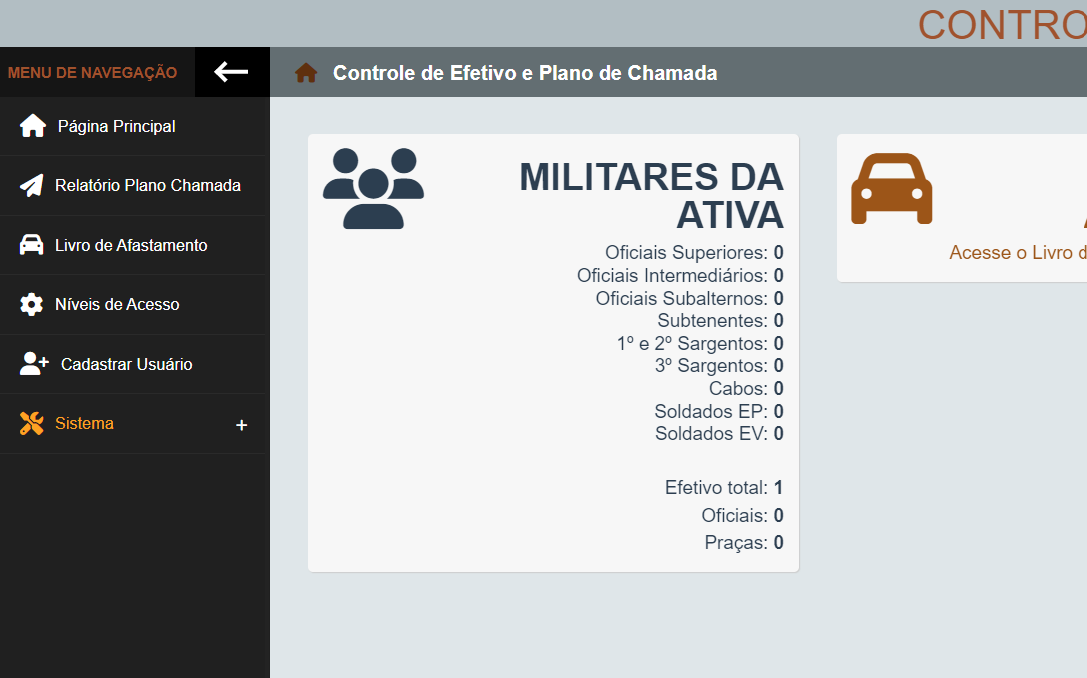 CONTRO
MENU DE NAVEGAÇÃO
Controle de Efetivo e Plano de Chamada
Página Principal
Relatório Plano Chamada
Livro de Afastamento
Níveis de Acesso
Cadastrar Usuário
Sistema +
MILITARES DA
ATIVA
Oficiais Superiores: 0
Oficiais Intermediários: 0
Oficiais Subalternos: 0
Subtenentes: 0
1º e 2º Sargentos: 0
3º Sargentos: 0
Cabos: 0
Soldados EP: 0
Soldados EV: 0
Efetivo total: 1
Oficiais: 0
Praças: 0
Acesse o Livro d